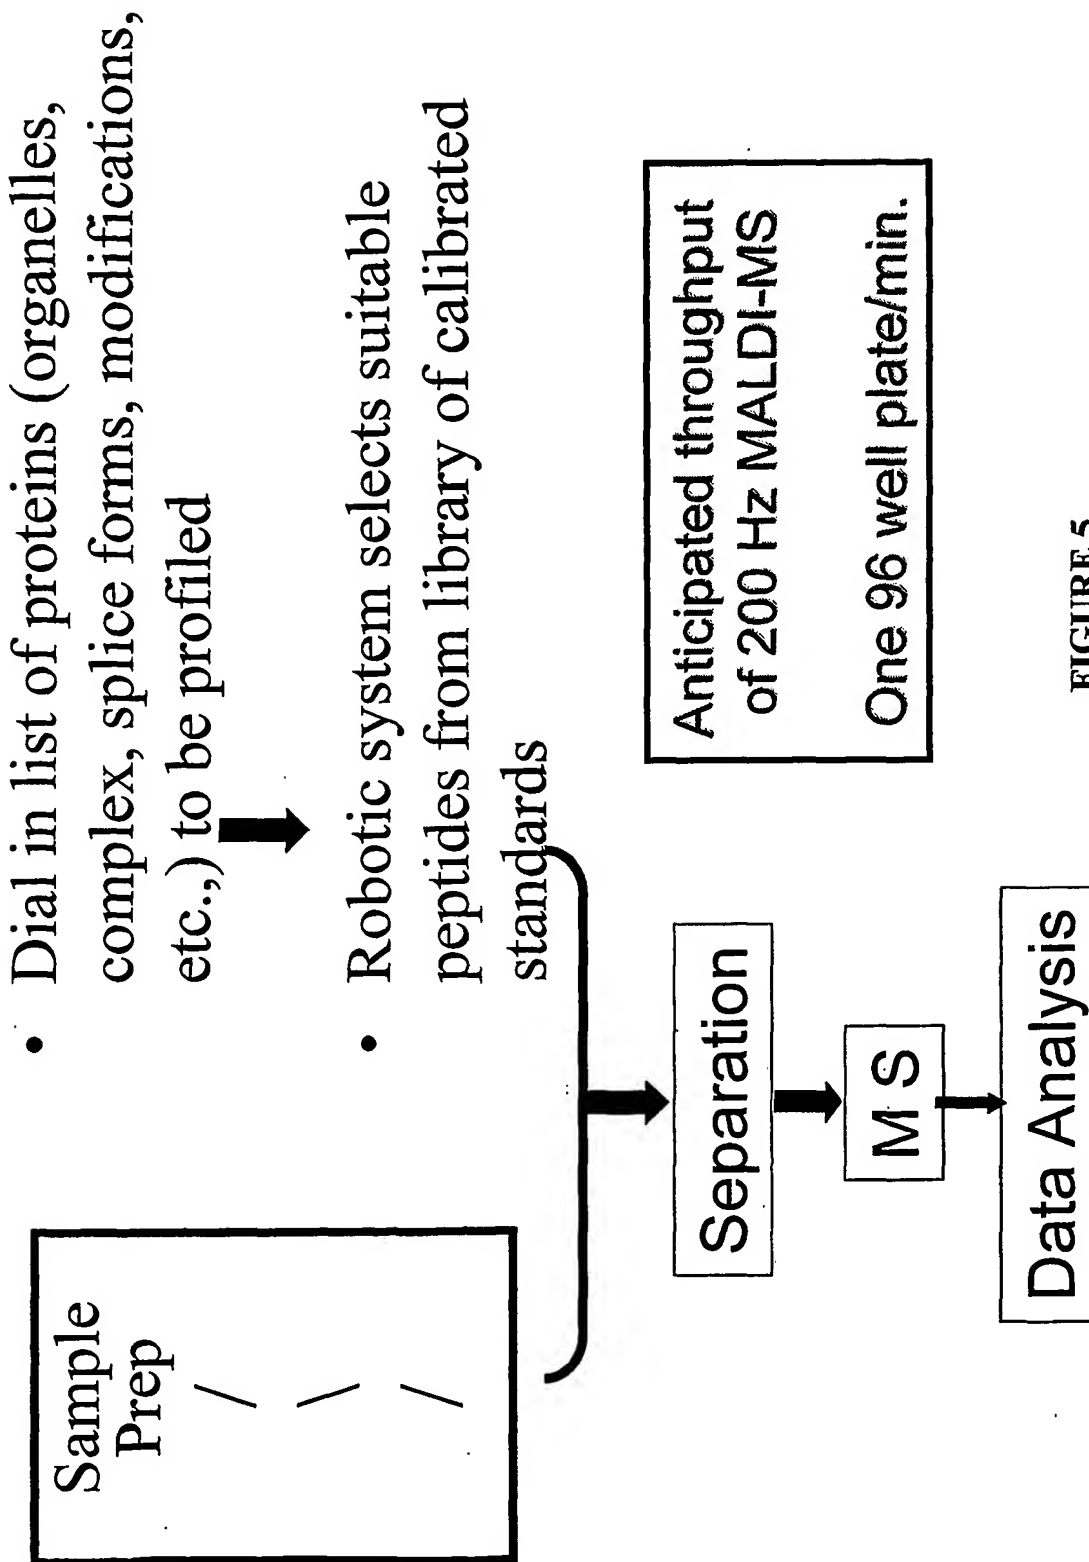 Sample
Prep
• Dial in list of proteins (organelles,
complex, splice forms, modifications,
etc.,) to be profiled
• Robotic system selects suitable
peptides from library of calibrated
standards
Separation
M S
Data Analysis
Anticipated throughput
of 200 Hz MALDI-MS
One 96 well plate/min.
FIGURE 5